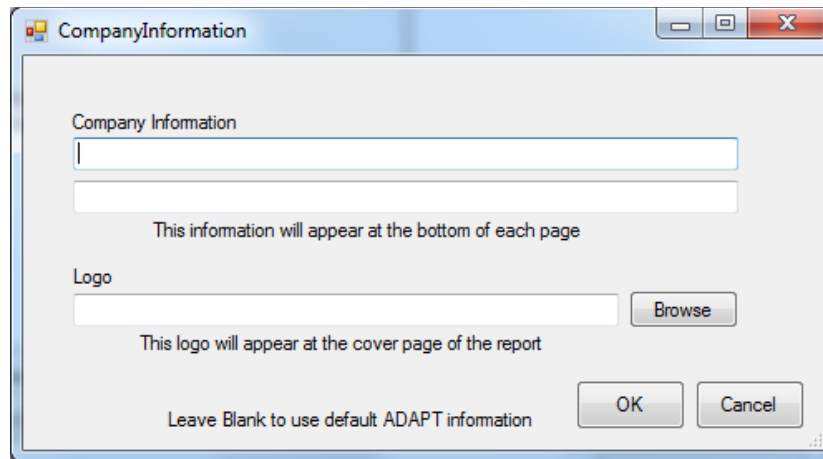 CompanyInformation
Company Information
This information will appear at the bottom of each page
Logo
Browse
This logo will appear at the cover page of the report
OK Cancel
Leave Blank to use default ADAPT information